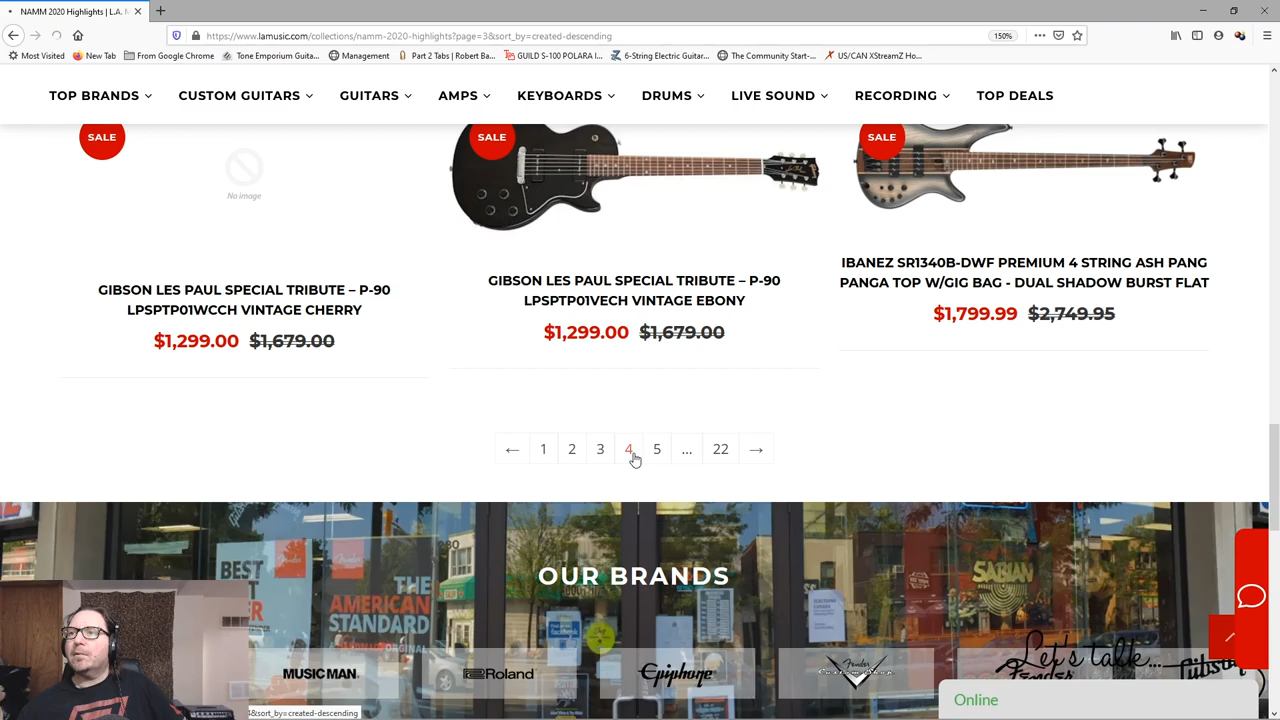 NAMM 2020 Highlights | L.A. M
https://www.lamusic.com/collections/namm-2020-highlights?page=3&sort_by=created-descending
150%
Most Visited
New Tab
From Google Chrome
Tone Emporium Guita...
Management
Part 2 Tabs | Robert Ba...
GUILD S-100 POLARA I...
6-String Electric Guitar...
The Community Start-...
US/CAN XStreamZ Ho...
TOP BRANDS
CUSTOM GUITARS
GUITARS
AMPS
KEYBOARDS
DRUMS
LIVE SOUND
RECORDING
TOP DEALS
SALE
No image
GIBSON LES PAUL SPECIAL TRIBUTE – P-90
LPSPTP01WCCH VINTAGE CHERRY
$1,299.00 $1,679.00
SALE
GIBSON LES PAUL SPECIAL TRIBUTE – P-90
LPSPTP01VECH VINTAGE EBONY
$1,299.00 $1,679.00
SALE
IBANEZ SR1340B-DWF PREMIUM 4 STRING ASH PANG
PANGA TOP W/GIG BAG - DUAL SHADOW BURST FLAT
$1,799.99 $2,749.95
← 1 2 3 4 5 ... 22 →
OUR BRANDS
BEST
THE
AMERICAN
STANDARD
SABIAN
MUSIC MAN
Roland
Epiphone
Fender
Custom Shop
Gibson
Let's talk...
Online
4&sort_by=created-descending